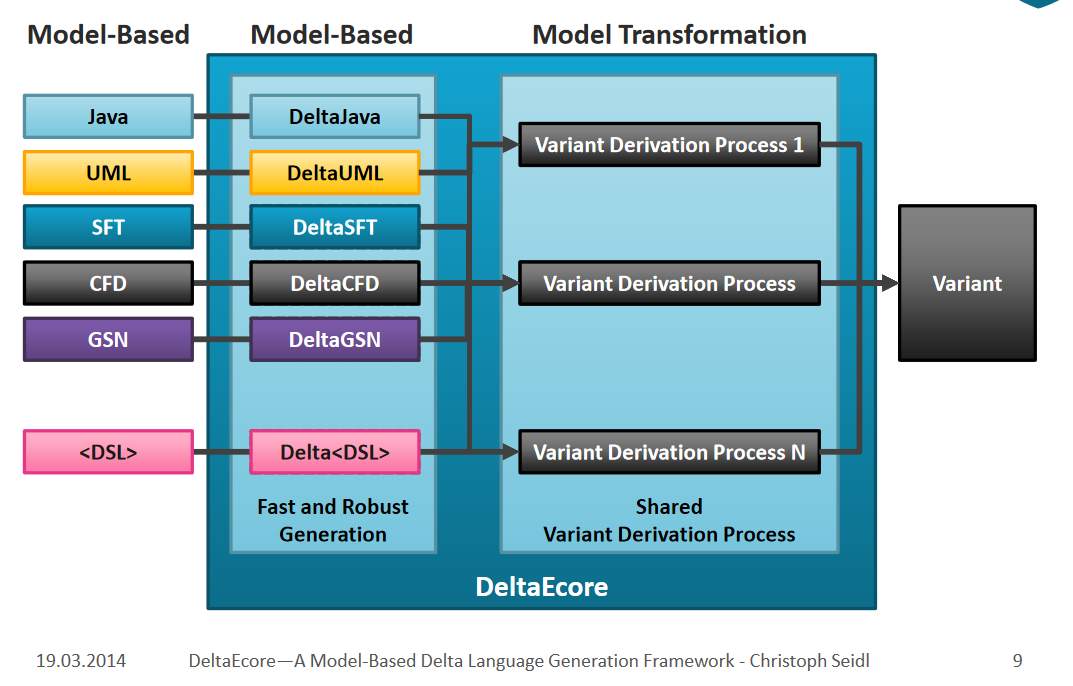 Model-Based
Model-Based
Model Transformation
Java
DeltaJava
UML
DeltaUML
SFT
DeltaSFT
CFD
DeltaCFD
GSN
DeltaGSN
<DSL>
Delta<DSL>
Fast and Robust
Generation
Variant Derivation Process 1
Variant Derivation Process
Variant Derivation Process N
Shared
Variant Derivation Process
Variant
DeltaEcore
19.03.2014
DeltaEcore—A Model-Based Delta Language Generation Framework - Christoph Seidl
9